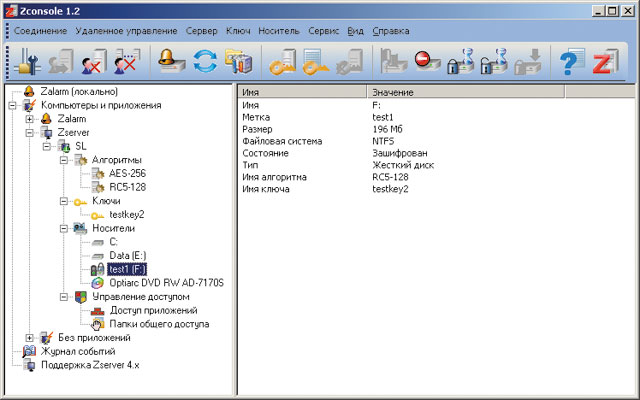 Zconsole 1.2
Соединение Удаленное управление Сервер Ключ Носитель Сервис Вид Справка
Zalarm (локально)
Компьютеры и приложения
Zalarm
Zserver
SL
Алгоритмы
AES-256
RC5-128
Ключи
testkey2
Носители
C:
Data (E:)
test1 (F:)
Optiarc DVD RW AD-7170S
Управление доступом
Доступ приложений
Папки общего доступа
Без приложений
Журнал событий
Поддержка Zserver 4.x
Имя Значение
Имя F:
Метка test1
Размер 196 Мб
Файловая система NTFS
Состояние Зашифрован
Тип Жесткий диск
Имя алгоритма RC5-128
Имя ключа testkey2